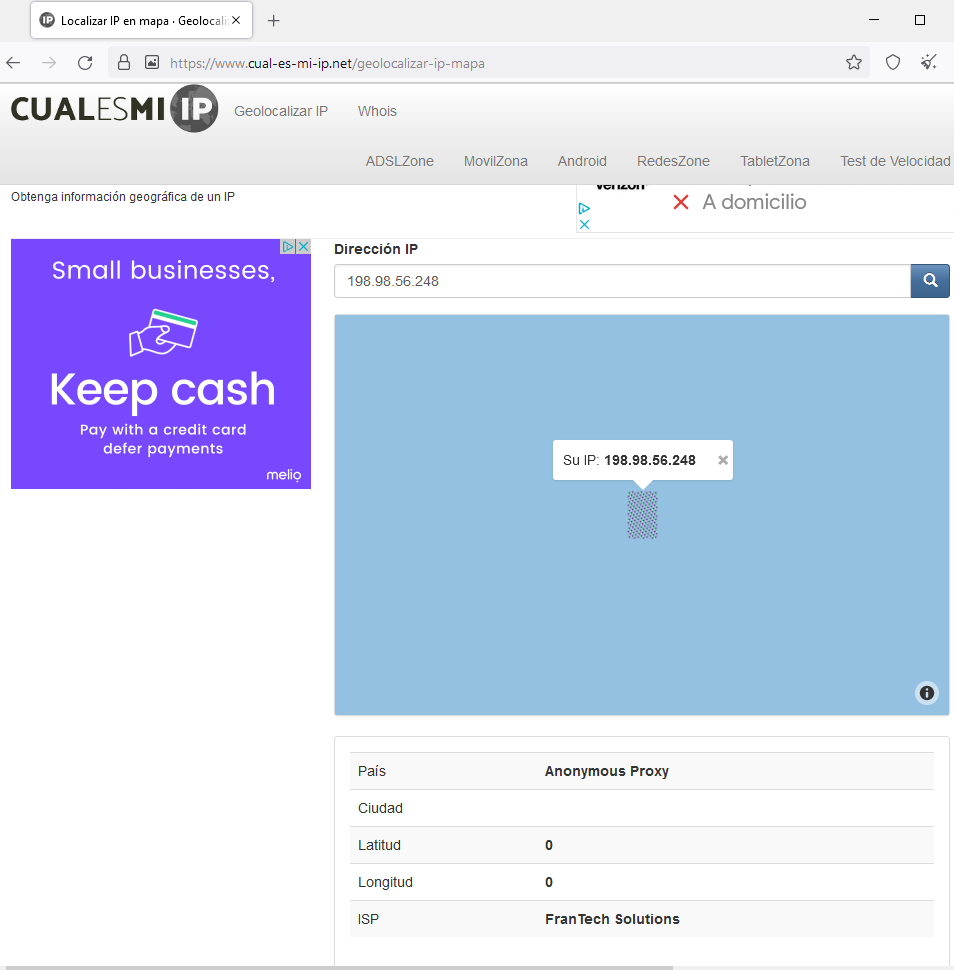 IP Localizar IP en mapa · Geolocali
https://www.cual-es-mi-ip.net/geolocalizar-ip-mapa
CUALESMI IP
Geolocalizar IP
Whois
ADSLZone
MovilZona
Android
RedesZone
TabletZona
Test de Velocidad
Obtenga información geográfica de un IP
verizon
A domicilio
Small businesses,
Keep cash
Pay with a credit card
defer payments
melio
Dirección IP
198.98.56.248
Su IP: 198.98.56.248
País Anonymous Proxy
Ciudad
Latitud 0
Longitud 0
ISP FranTech Solutions